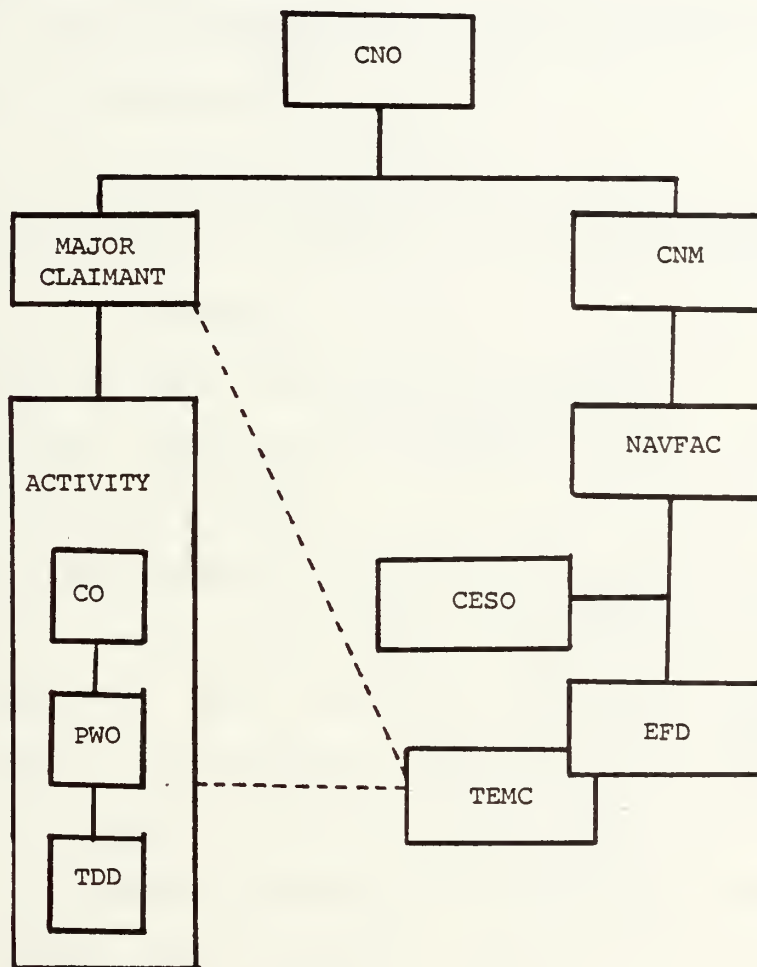 CNO
MAJOR
CLAIMANT
CNM
NAVFAC
ACTIVITY
CO
CESO
PWO
EFD
TEMC
TDD